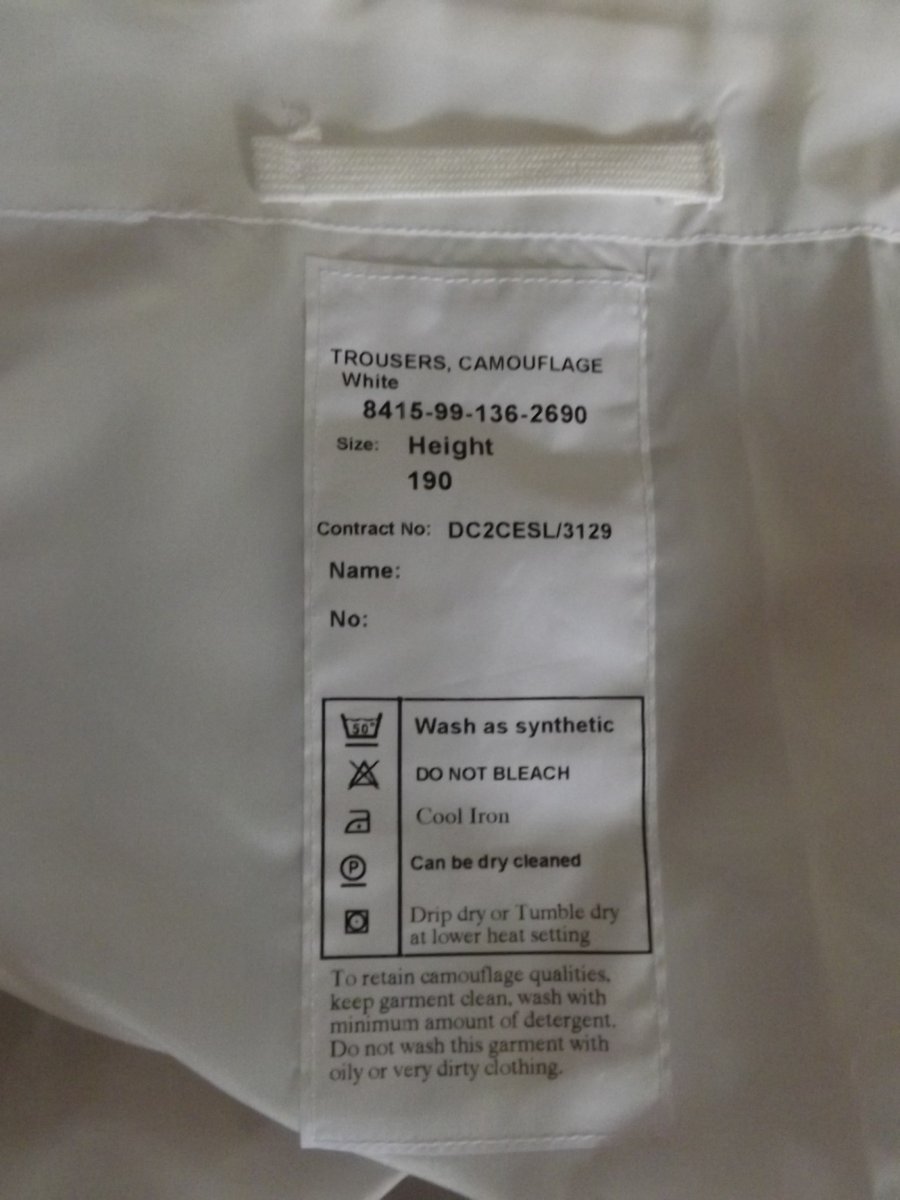 TROUSERS, CAMOUFLAGE
White
8415-99-136-2690
Size: Height
190
Contract No: DC2CESL/3129
Name:
No:
50° Wash as synthetic
DO NOT BLEACH
Cool Iron
P Can be dry cleaned
Drip dry or Tumble dry
at lower heat setting
To retain camouflage qualities,
keep garment clean, wash with
minimum amount of detergent.
Do not wash this garment with
oily or very dirty clothing.